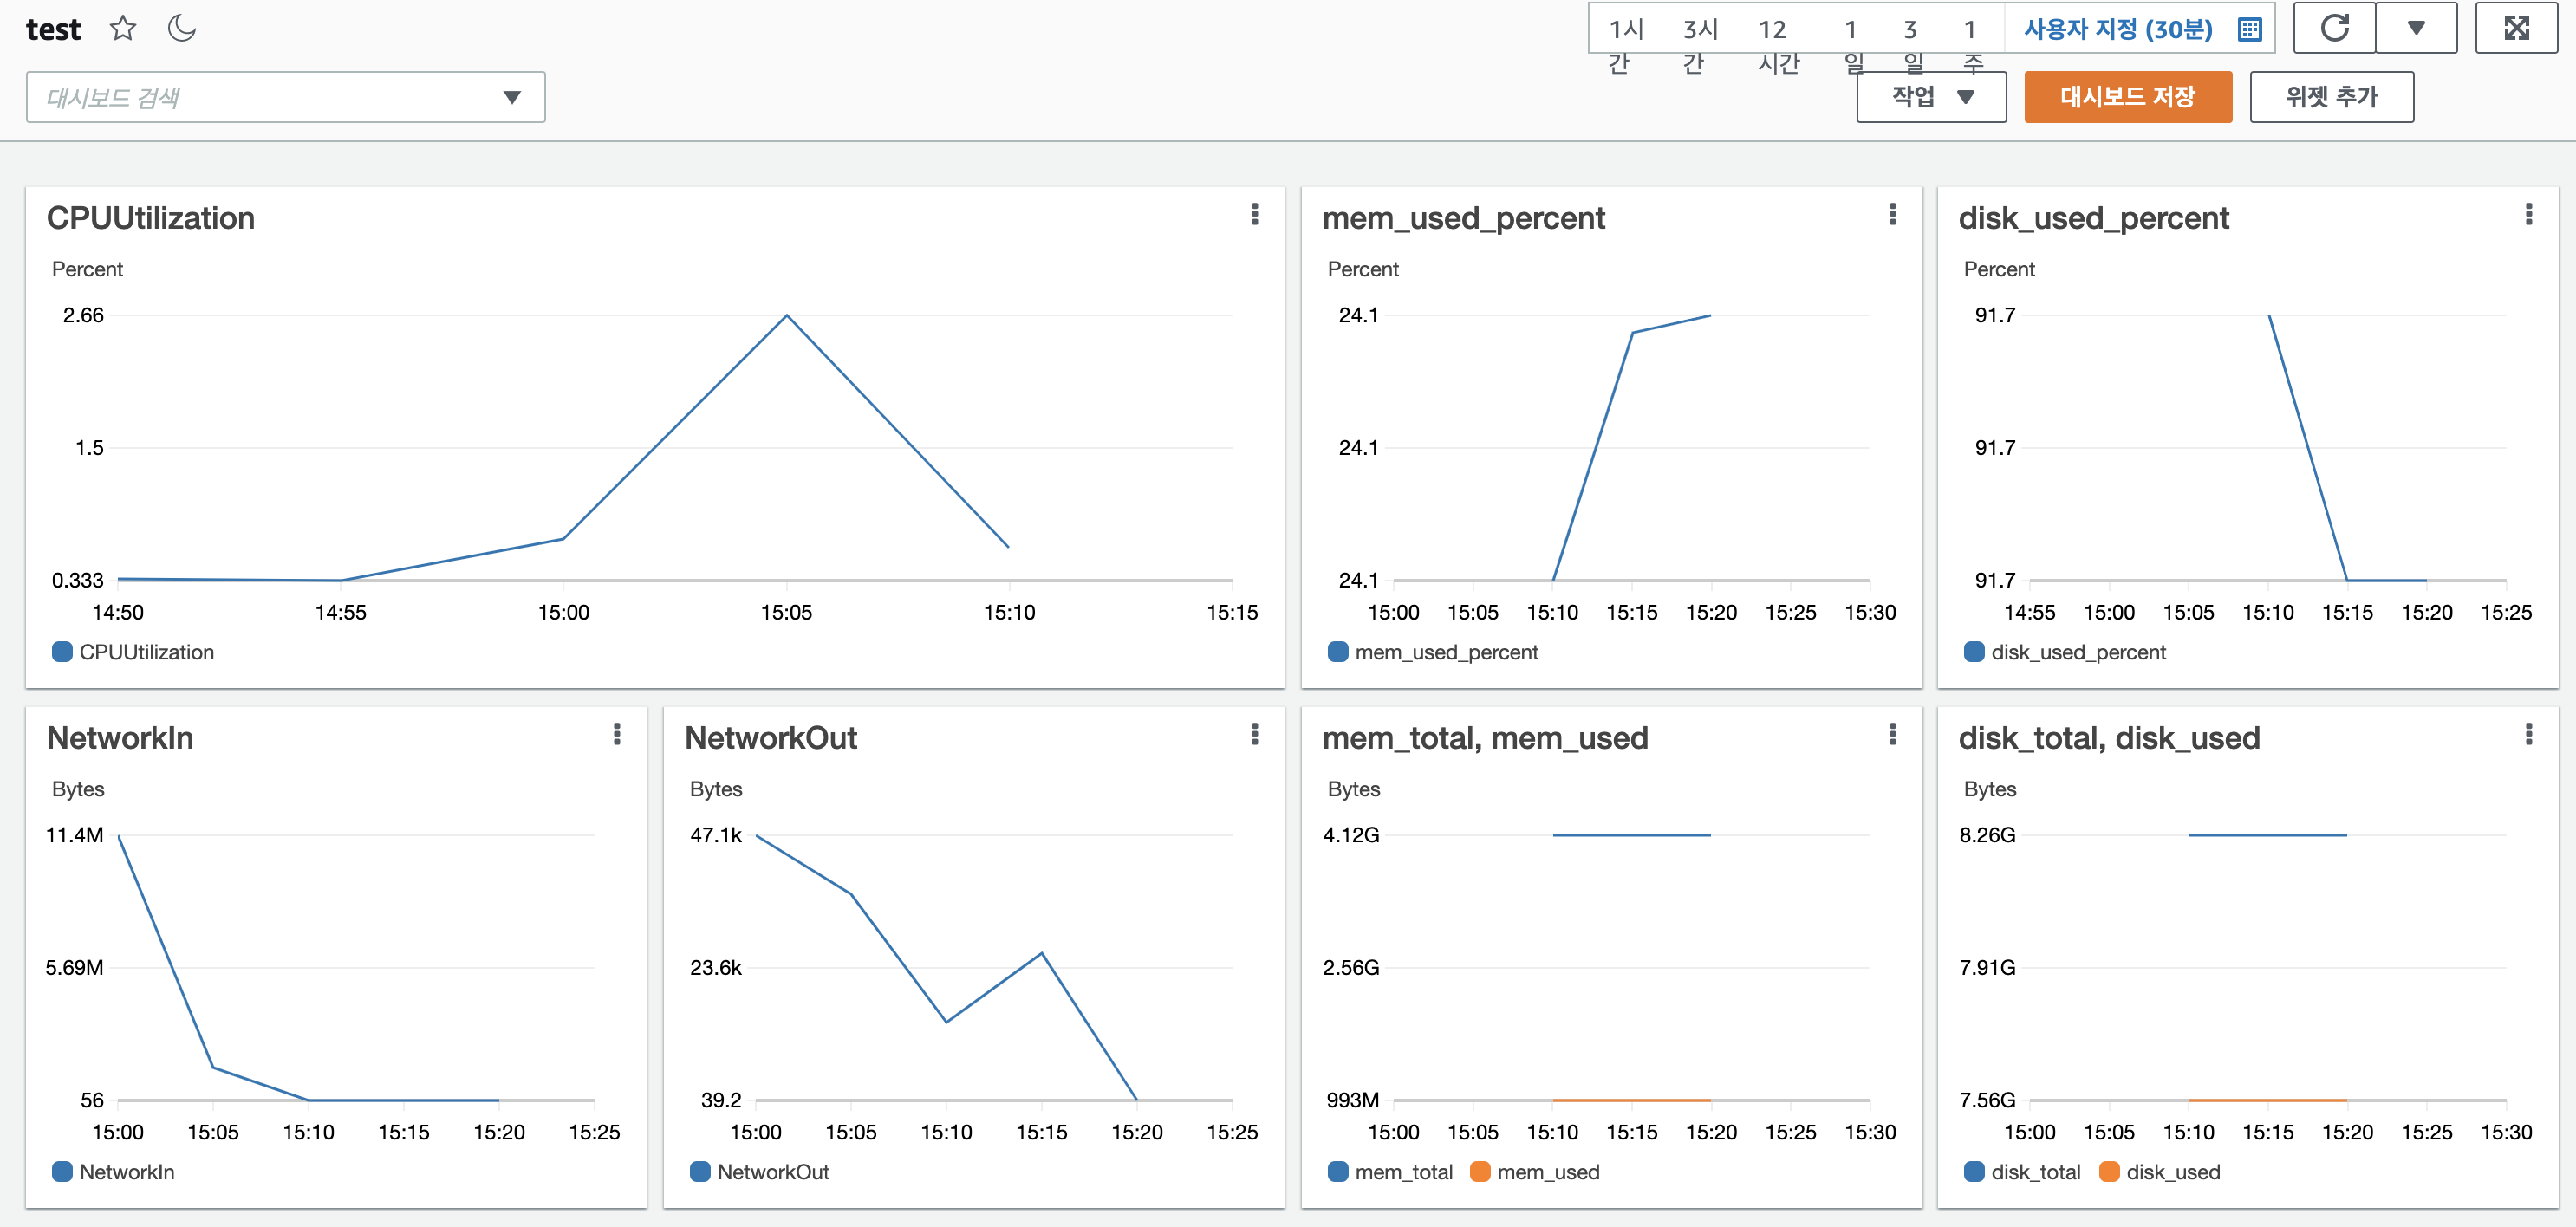 test
1시간 3시간 12시간 1일 3일 1주 사용자 지정 (30분)
대시보드 검색
작업 대시보드 저장 위젯 추가
CPUUtilization
Percent
2.66
1.5
0.333
14:50 14:55 15:00 15:05 15:10 15:15
CPUUtilization
mem_used_percent
Percent
24.1
24.1
24.1
15:00 15:05 15:10 15:15 15:20 15:25 15:30
mem_used_percent
disk_used_percent
Percent
91.7
91.7
91.7
14:55 15:00 15:05 15:10 15:15 15:20 15:25
disk_used_percent
NetworkIn
Bytes
11.4M
5.69M
56
15:00 15:05 15:10 15:15 15:20 15:25
NetworkIn
NetworkOut
Bytes
47.1k
23.6k
39.2
15:00 15:05 15:10 15:15 15:20 15:25
NetworkOut
mem_total, mem_used
Bytes
4.12G
2.56G
993M
15:00 15:05 15:10 15:15 15:20 15:25 15:30
mem_total mem_used
disk_total, disk_used
Bytes
8.26G
7.91G
7.56G
15:00 15:05 15:10 15:15 15:20 15:25 15:30
disk_total disk_used